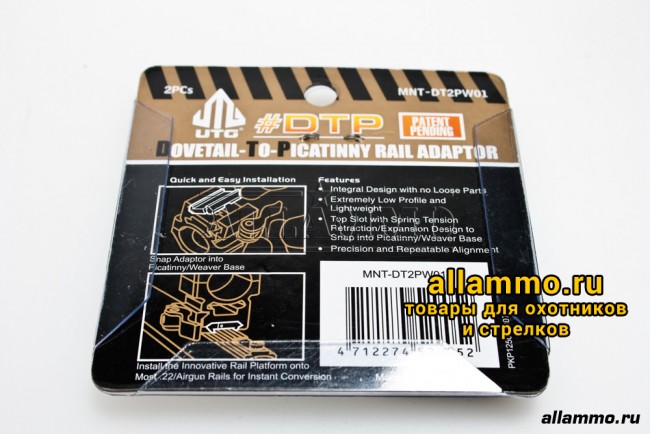 2PCs
MNT-DT2PW01
UTG
#DTP
PATENT
PENDING
DOVETAIL-TO-PICATINNY RAIL ADAPTOR
Quick and Easy Installation
Snap Adaptor into
Picatinny/Weaver Base
Install the Innovative Rail Platform onto
Most .22/Airgun Rails for Instant Conversion
Features
Integral Design with no Loose Parts
Extremely Low Profile and
Lightweight
Top Slot with Spring Tension
Retraction/Expansion Design to
Snap into Picatinny/Weaver Base
Precision and Repeatable Alignment
MNT-DT2PW01
4 712274
52
allammo.ru
товары для охотников
и стрелков
allammo.ru